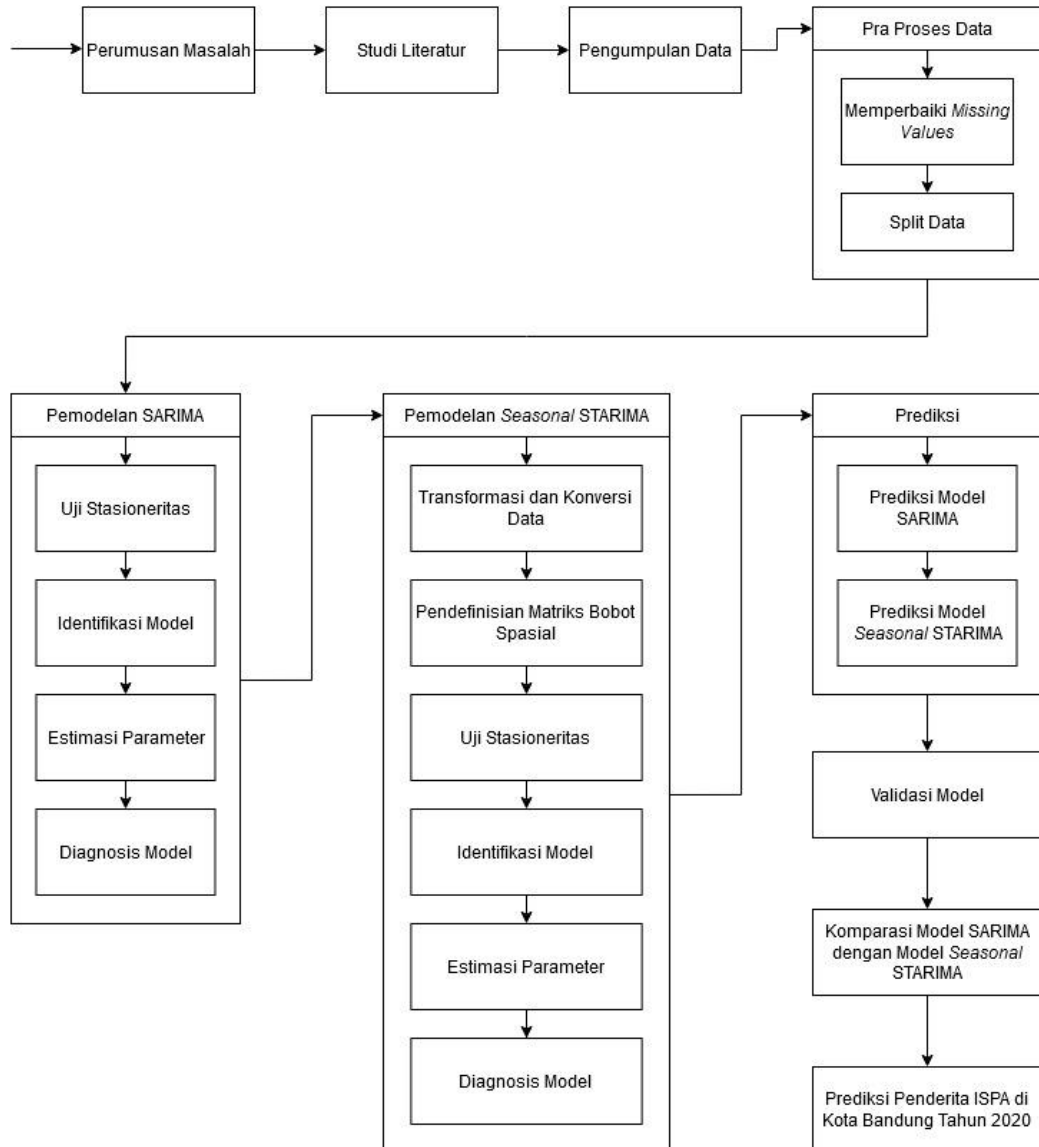 Perumusan Masalah
Studi Literatur
Pengumpulan Data
Pra Proses Data
Memperbaiki Missing
Values
Split Data
Pemodelan SARIMA
Uji Stasioneritas
Identifikasi Model
Estimasi Parameter
Diagnosis Model
Pemodelan Seasonal STARIMA
Transformasi dan Konversi
Data
Pendefinisian Matriks Bobot
Spasial
Uji Stasioneritas
Identifikasi Model
Estimasi Parameter
Diagnosis Model
Prediksi
Prediksi Model
SARIMA
Prediksi Model
Seasonal STARIMA
Validasi Model
Komparasi Model SARIMA
dengan Model Seasonal
STARIMA
Prediksi Penderita ISPA di
Kota Bandung Tahun 2020